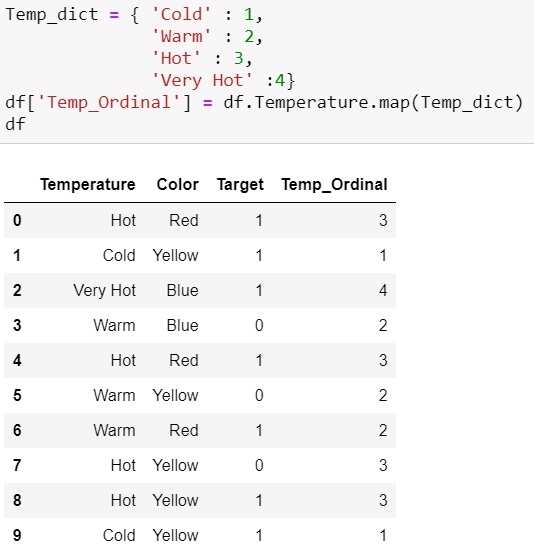 Temp_dict = { 'Cold' : 1,
'Warm' : 2,
'Hot' : 3,
'Very Hot' :4}
df['Temp_Ordinal'] = df.Temperature.map(Temp_dict)
df
Temperature Color Target Temp_Ordinal
0 Hot Red 1 3
1 Cold Yellow 1 1
2 Very Hot Blue 1 4
3 Warm Blue 0 2
4 Hot Red 1 3
5 Warm Yellow 0 2
6 Warm Red 1 2
7 Hot Yellow 0 3
8 Hot Yellow 1 3
9 Cold Yellow 1 1